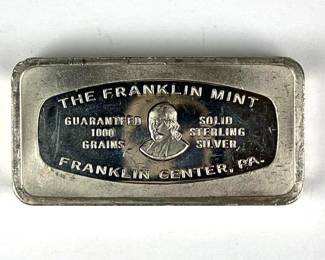 THE FRANKLIN MINT
GUARANTEED SOLID
1000 STERLING
GRAINS SILVER
FRANKLIN CENTER, PA.